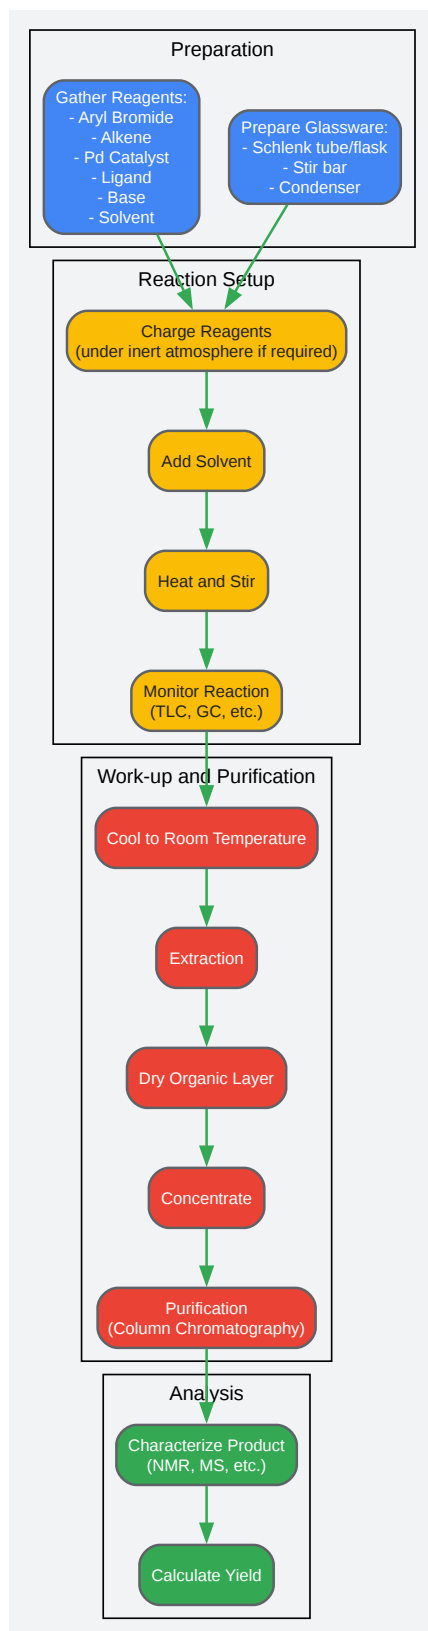 Preparation
Gather Reagents:
- Aryl Bromide
- Alkene
- Pd Catalyst
- Ligand
- Base
- Solvent
Prepare Glassware:
- Schlenk tube/flask
- Stir bar
- Condenser
Reaction Setup
Charge Reagents
(under inert atmosphere if required)
Add Solvent
Heat and Stir
Monitor Reaction
(TLC, GC, etc.)
Work-up and Purification
Cool to Room Temperature
Extraction
Dry Organic Layer
Concentrate
Purification
(Column Chromatography)
Analysis
Characterize Product
(NMR, MS, etc.)
Calculate Yield